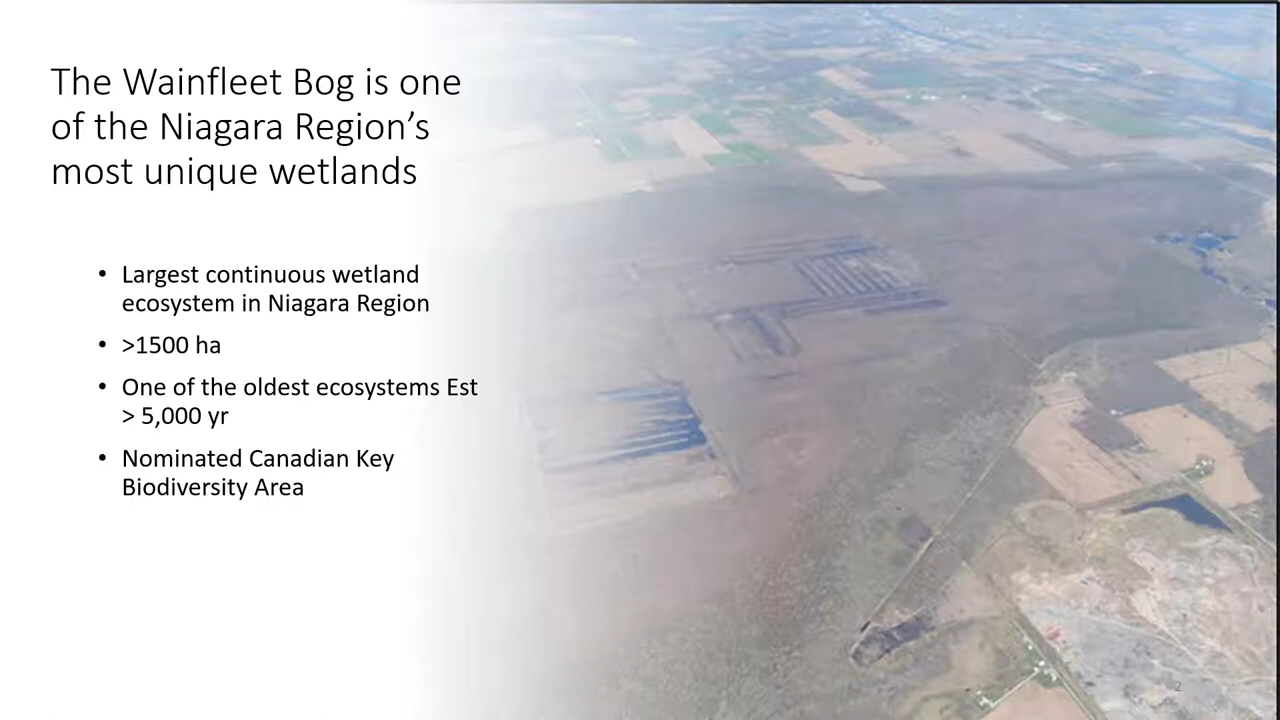 The Wainfleet Bog is one
of the Niagara Region’s
most unique wetlands
• Largest continuous wetland
ecosystem in Niagara Region
• >1500 ha
• One of the oldest ecosystems Est
> 5,000 yr
• Nominated Canadian Key
Biodiversity Area
2